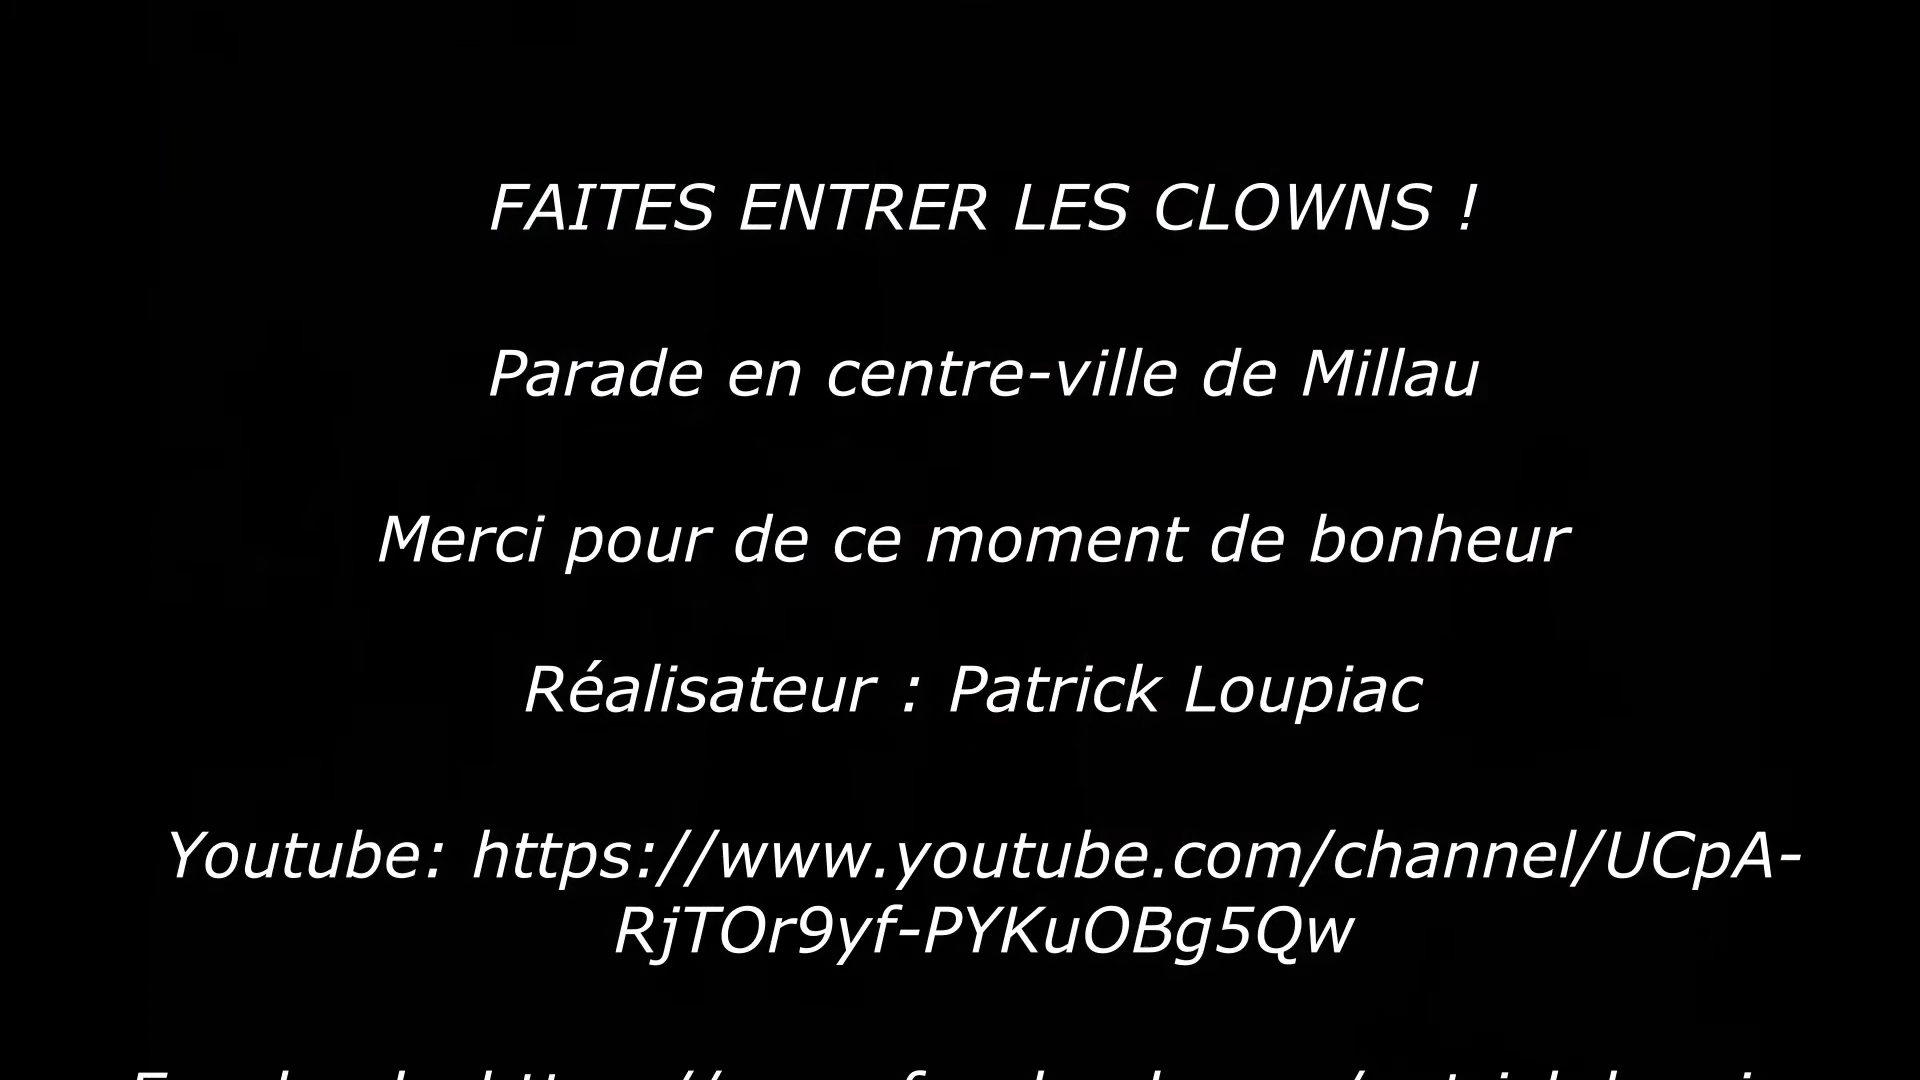 FAITES ENTRER LES CLOWNS !
Parade en centre-ville de Millau
Merci pour de ce moment de bonheur
Réalisateur : Patrick Loupiac
Youtube: https://www.youtube.com/channel/UCpA-
RjTOr9yf-PYKuOBg5Qw